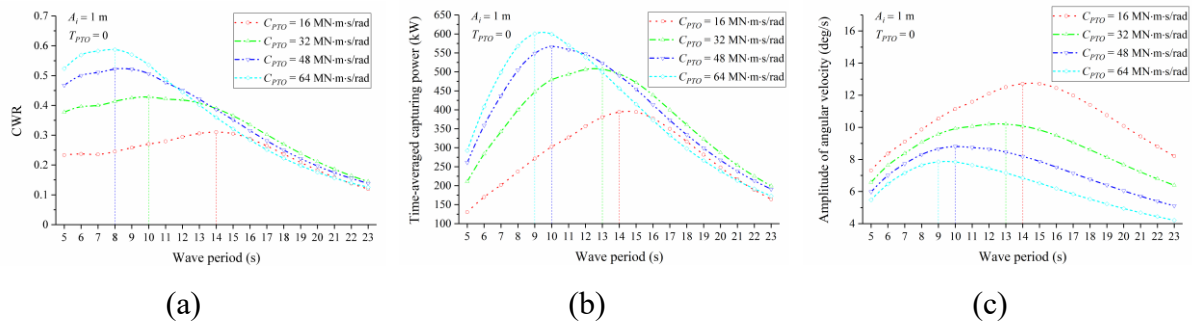 A_i = 1 m
T_PTO = 0
C_PTO = 16 MN·m·s/rad
C_PTO = 32 MN·m·s/rad
C_PTO = 48 MN·m·s/rad
C_PTO = 64 MN·m·s/rad
CWR
0.7
0.6
0.5
0.4
0.3
0.2
0.1
0
5 6 7 8 9 10 11 12 13 14 15 16 17 18 19 20 21 22 23
Wave period (s)
(a)
A_i = 1 m
T_PTO = 0
C_PTO = 16 MN·m·s/rad
C_PTO = 32 MN·m·s/rad
C_PTO = 48 MN·m·s/rad
C_PTO = 64 MN·m·s/rad
Time-averaged capturing power (kW)
650
600
550
500
450
400
350
300
250
200
150
100
5 6 7 8 9 10 11 12 13 14 15 16 17 18 19 20 21 22 23
Wave period (s)
(b)
A_i = 1 m
T_PTO = 0
C_PTO = 16 MN·m·s/rad
C_PTO = 32 MN·m·s/rad
C_PTO = 48 MN·m·s/rad
C_PTO = 64 MN·m·s/rad
Amplitude of angular velocity (deg/s)
16
14
12
10
8
6
4
5 6 7 8 9 10 11 12 13 14 15 16 17 18 19 20 21 22 23
Wave period (s)
(c)